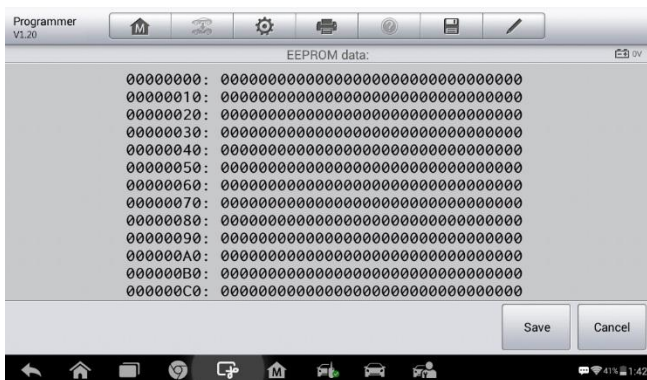 Programmer
V1.20
M
EEPROM data:
0V
00000000: 00000000000000000000000000000000
00000010: 00000000000000000000000000000000
00000020: 00000000000000000000000000000000
00000030: 00000000000000000000000000000000
00000040: 00000000000000000000000000000000
00000050: 00000000000000000000000000000000
00000060: 00000000000000000000000000000000
00000070: 00000000000000000000000000000000
00000080: 00000000000000000000000000000000
00000090: 00000000000000000000000000000000
000000A0: 00000000000000000000000000000000
000000B0: 00000000000000000000000000000000
000000C0: 00000000000000000000000000000000
Save Cancel
M 41% 1:42